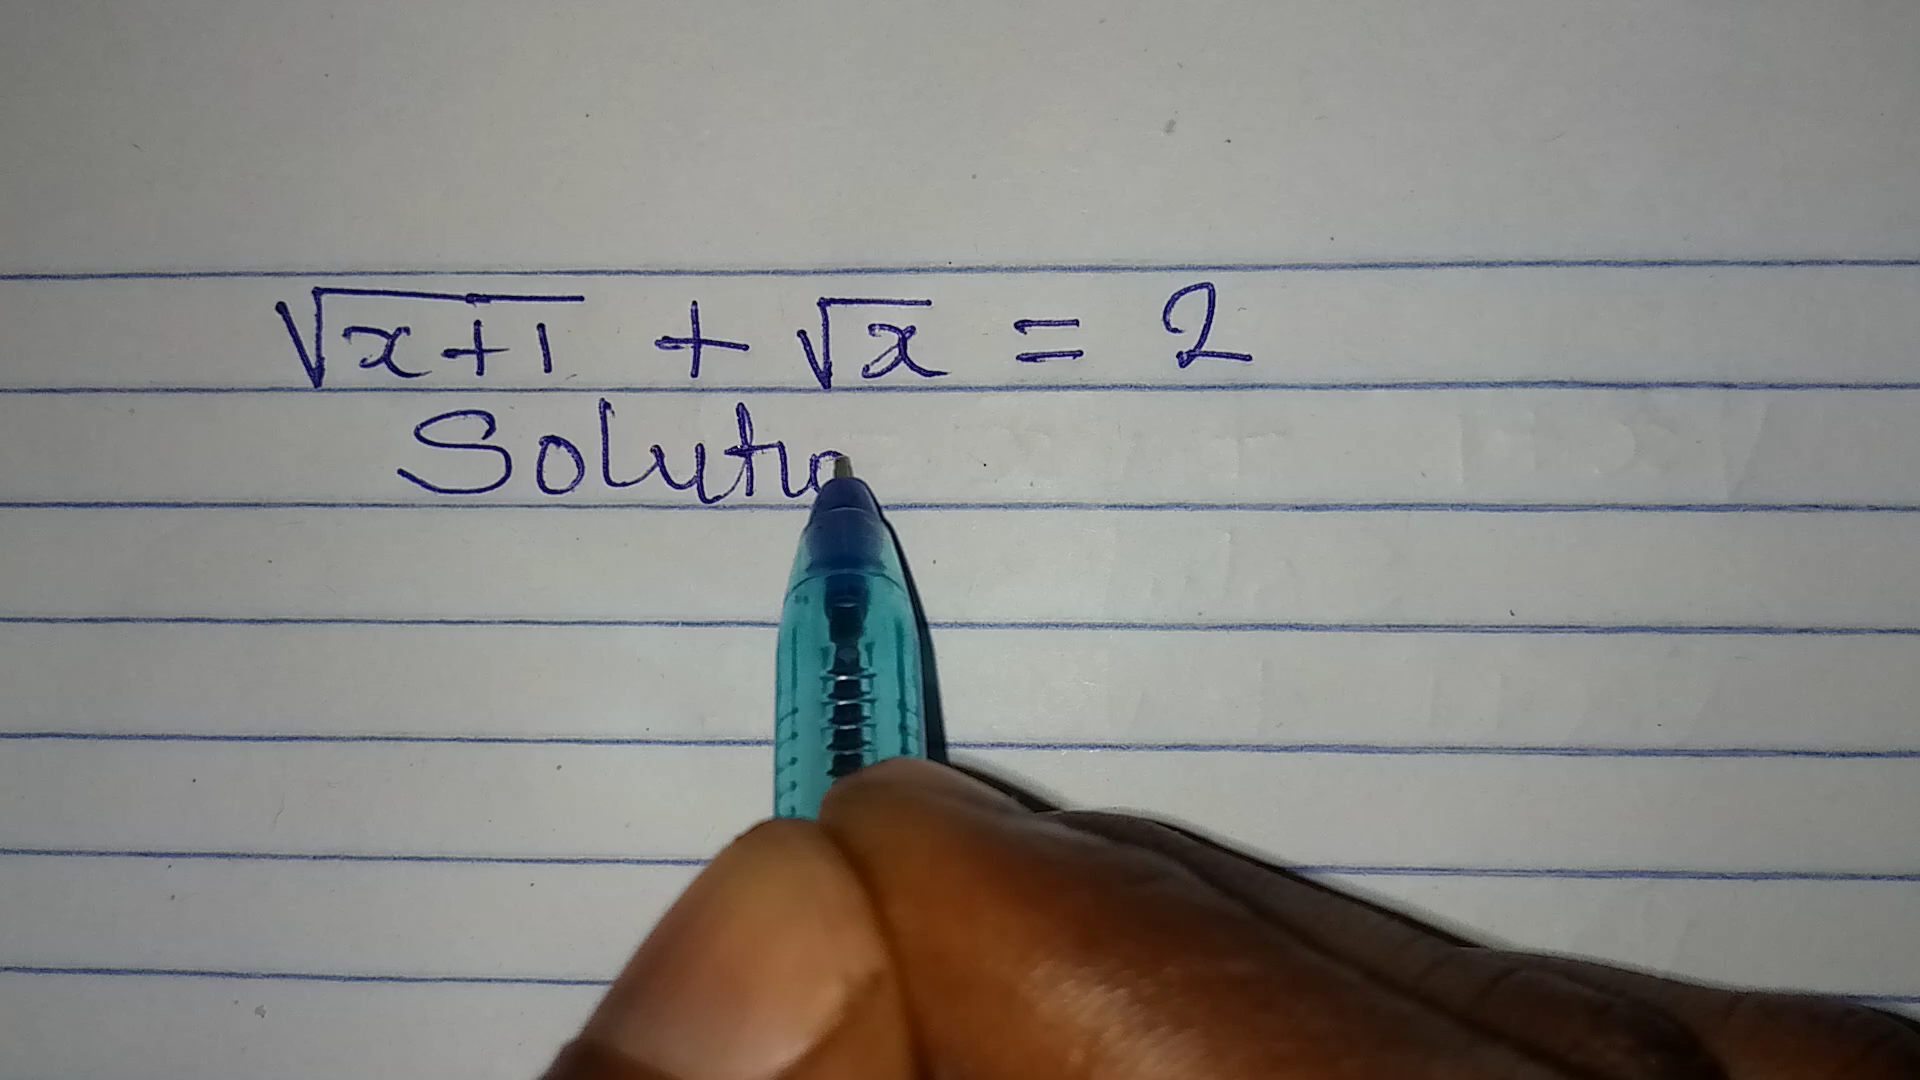 √(x+1) + √x = 2
Solutio